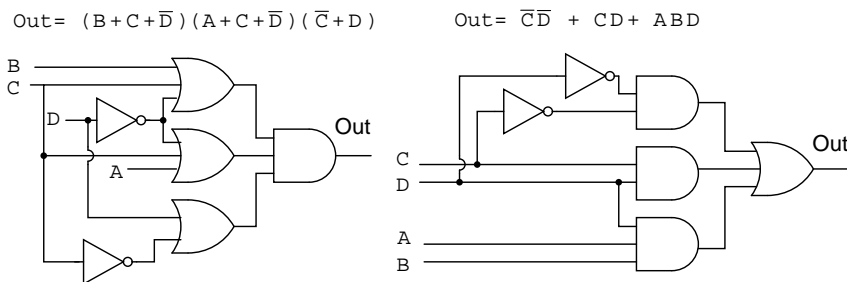 Out= (B+C+D̅)(A+C+D̅)(C̅+D)
Out= C̅D̅ + CD+ ABD
B
C
D
A
Out
C
D
A
B
Out